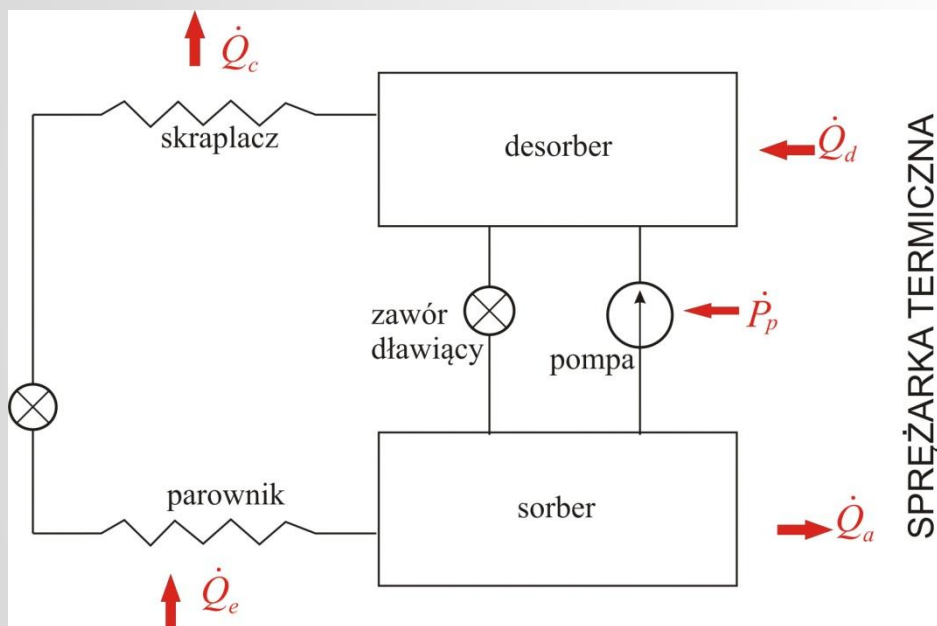 Q̇c
skraplacz
desorber
Q̇d
zawór
dławiący
pompa
Ṗp
parownik
sorber
Q̇a
Q̇e
SPRĘŻARKA TERMICZNA